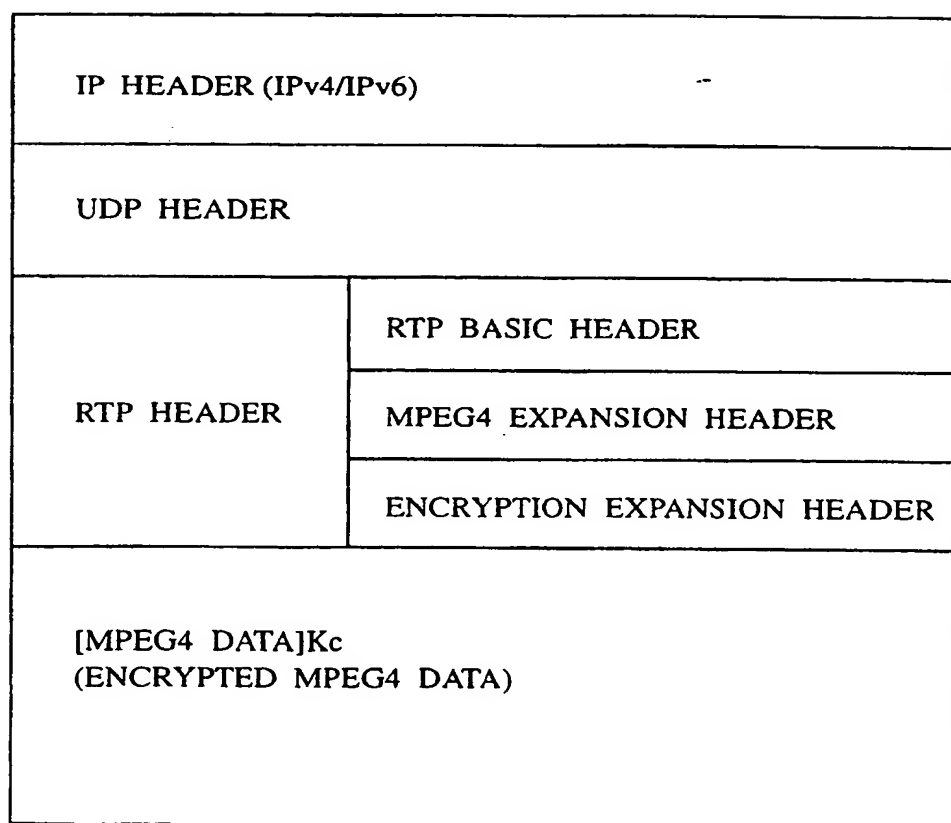 IP HEADER (IPv4/IPv6)
UDP HEADER
RTP HEADER
RTP BASIC HEADER
MPEG4 EXPANSION HEADER
ENCRYPTION EXPANSION HEADER
[MPEG4 DATA]Kc
(ENCRYPTED MPEG4 DATA)